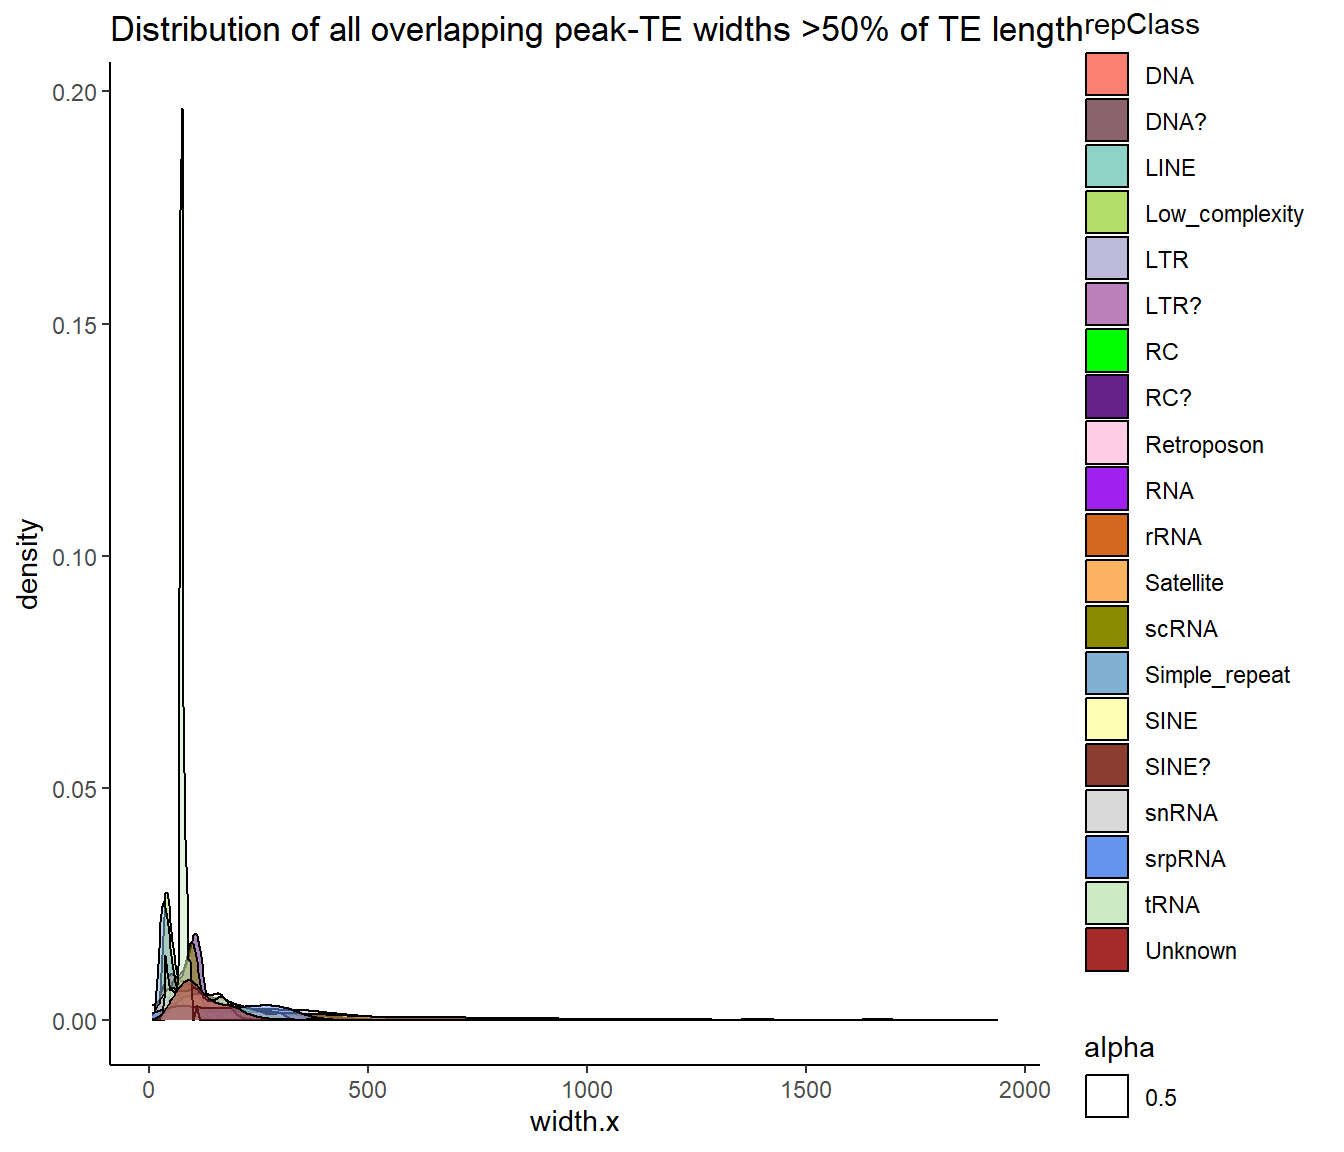 Distribution of all overlapping peak-TE widths >50% of TE length
repClass
DNA
DNA?
LINE
Low_complexity
LTR
LTR?
RC
RC?
Retroposon
RNA
rRNA
Satellite
scRNA
Simple_repeat
SINE
SINE?
snRNA
srpRNA
tRNA
Unknown
alpha
0.5
density
0.20
0.15
0.10
0.05
0.00
0
500
1000
1500
2000
width.x